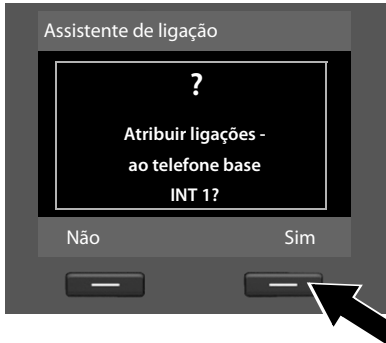 Assistente de ligação
?
Atribuir ligações -
ao telefone base
INT 1?
Não Sim